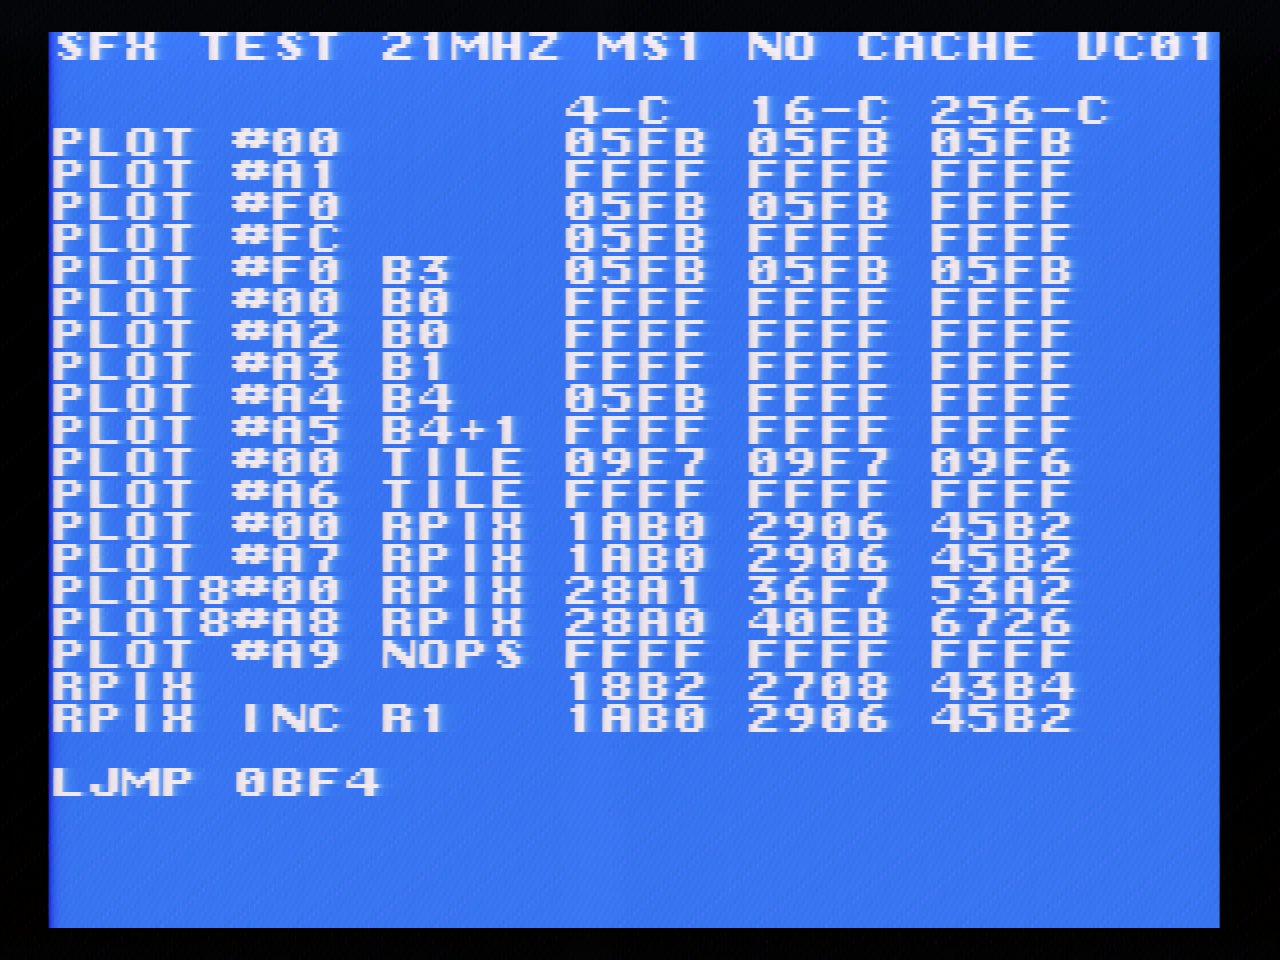 SFX TEST 21MHZ MS1 NO CACHE VC01
4-C 16-C 256-C
PLOT #00 05FB 05FB 05FB
PLOT #A1 FFFF FFFF FFFF
PLOT #F0 05FB 05FB FFFF
PLOT #FC 05FB FFFF FFFF
PLOT #F0 B3 05FB 05FB 05FB
PLOT #00 B0 FFFF FFFF FFFF
PLOT #A2 B0 FFFF FFFF FFFF
PLOT #A3 B1 FFFF FFFF FFFF
PLOT #A4 B4 05FB FFFF FFFF
PLOT #A5 B4+1 FFFF FFFF FFFF
PLOT #00 TILE 09F7 09F7 09F6
PLOT #A6 TILE FFFF FFFF FFFF
PLOT #00 RPIX 1AB0 2906 45B2
PLOT #A7 RPIX 1AB0 2906 45B2
PLOT8#00 RPIX 28A1 36F7 53A2
PLOT8#A8 RPIX 28A0 40EB 6726
PLOT #A9 NOPS FFFF FFFF FFFF
RPIX 18B2 2708 43B4
RPIX INC R1 1AB0 2906 45B2
LJMP 0BF4